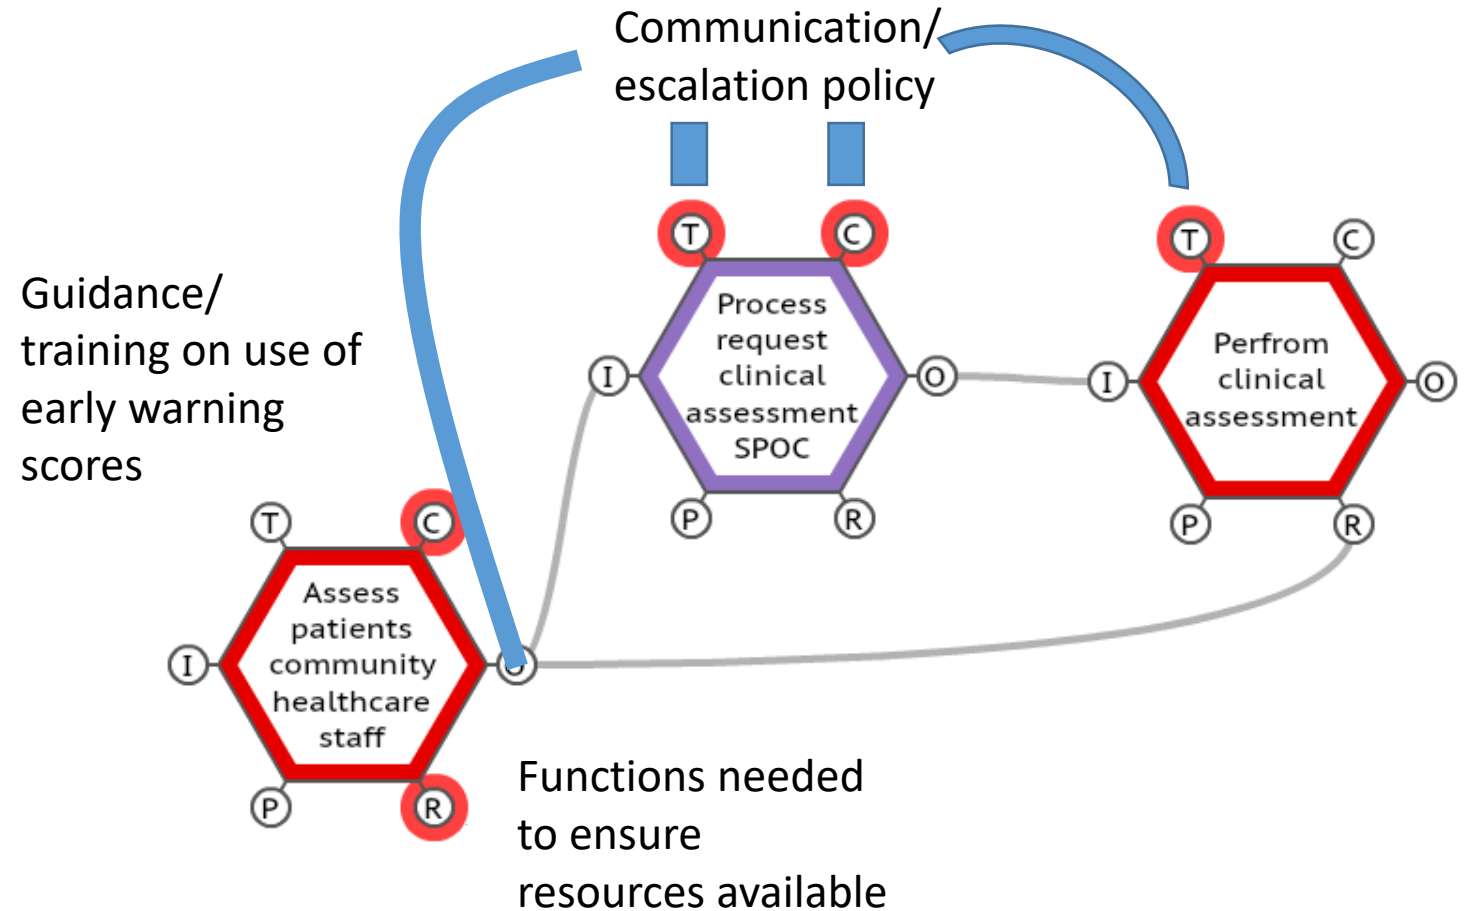 Communication/
escalation policy
Guidance/
training on use of
early warning
scores
T
C
I
Process
request
clinical
assessment
SPOC
O
P
R
T
C
I
Perfrom
clinical
assessment
O
P
R
T
C
I
Assess
patients
community
healthcare
staff
O
P
R
Functions needed
to ensure
resources available